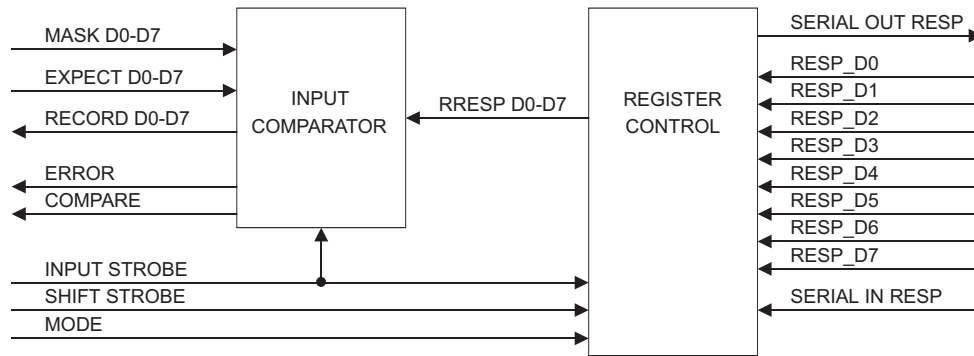 MASK D0-D7
EXPECT D0-D7
RECORD D0-D7
ERROR
COMPARE
INPUT STROBE
SHIFT STROBE
MODE
INPUT
COMPARATOR
RRESP D0-D7
REGISTER
CONTROL
SERIAL OUT RESP
RESP_D0
RESP_D1
RESP_D2
RESP_D3
RESP_D4
RESP_D5
RESP_D6
RESP_D7
SERIAL IN RESP